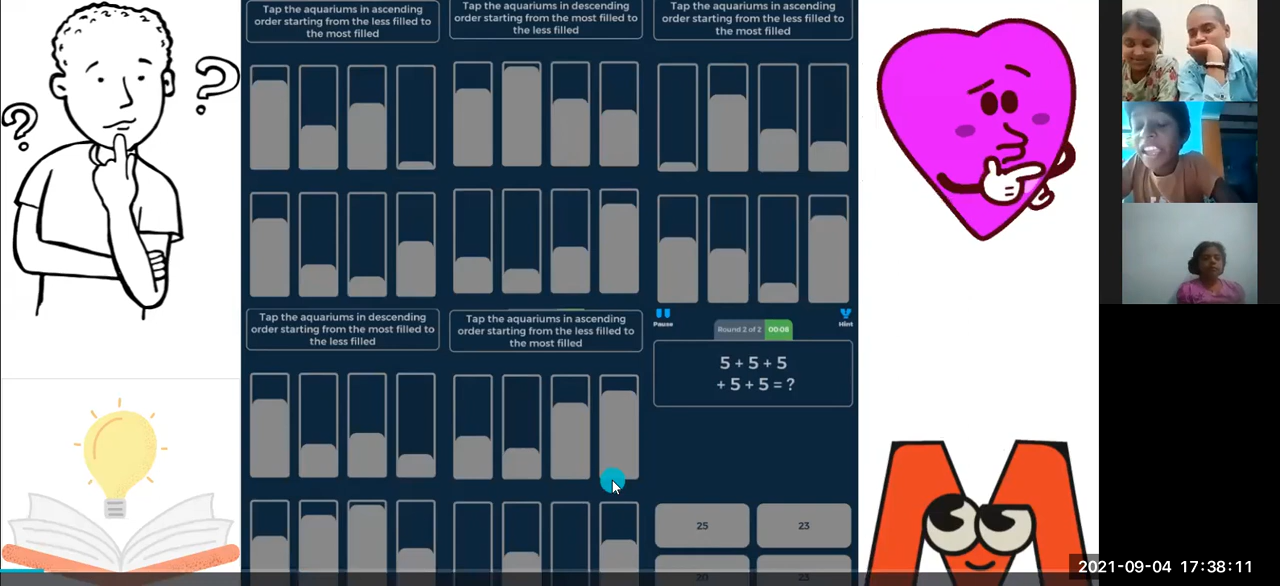 Tap the aquariums in ascending
order starting from the less filled to
the most filled
Tap the aquariums in descending
order starting from the most filled to
the less filled
Tap the aquariums in ascending
order starting from the less filled to
the most filled
Tap the aquariums in descending
order starting from the most filled to
the less filled
Tap the aquariums in ascending
order starting from the less filled to
the most filled
Pause
Round 2 of 2 00:08
Hint
5 + 5 + 5
+ 5 + 5 = ?
25
23
20
23
? ?
M
2021-09-04 17:38:11